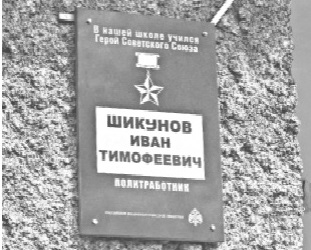 В нашей школе учился
Герой Советского Союза
ШИКУНОВ
ИВАН
ТИМОФЕЕВИЧ
ПОЛИТРАБОТНИК